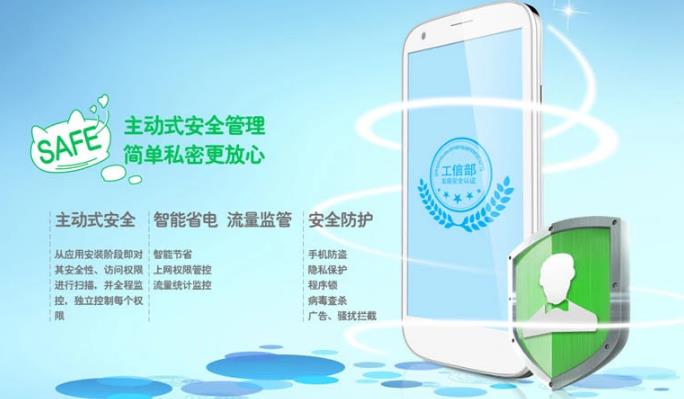 SAFE
主动式安全管理
简单私密更放心
主动式安全
从应用安装阶段即对
其安全性、访问权限
进行扫描，并全程监
控，独立控制每个权
限
智能省电 流量监管
智能节省
上网权限管控
流量统计监控
安全防护
手机防盗
隐私保护
程序锁
病毒查杀
广告、骚扰拦截
工信部